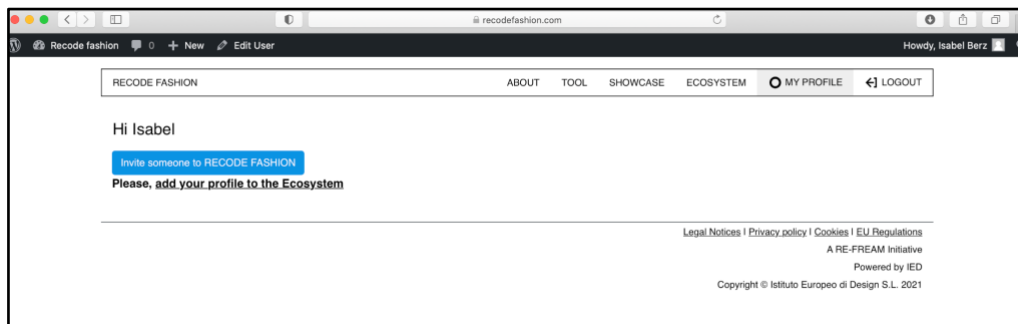 recodefashion.com
Recode fashion 0 + New Edit User Howdy, Isabel Berz
RECODE FASHION ABOUT TOOL SHOWCASE ECOSYSTEM MY PROFILE LOGOUT
Hi Isabel
Invite someone to RECODE FASHION
Please, add your profile to the Ecosystem
Legal Notices I Privacy policy I Cookies I EU Regulations
A RE-FREAM Initiative
Powered by IED
Copyright © Istituto Europeo di Design S.L. 2021